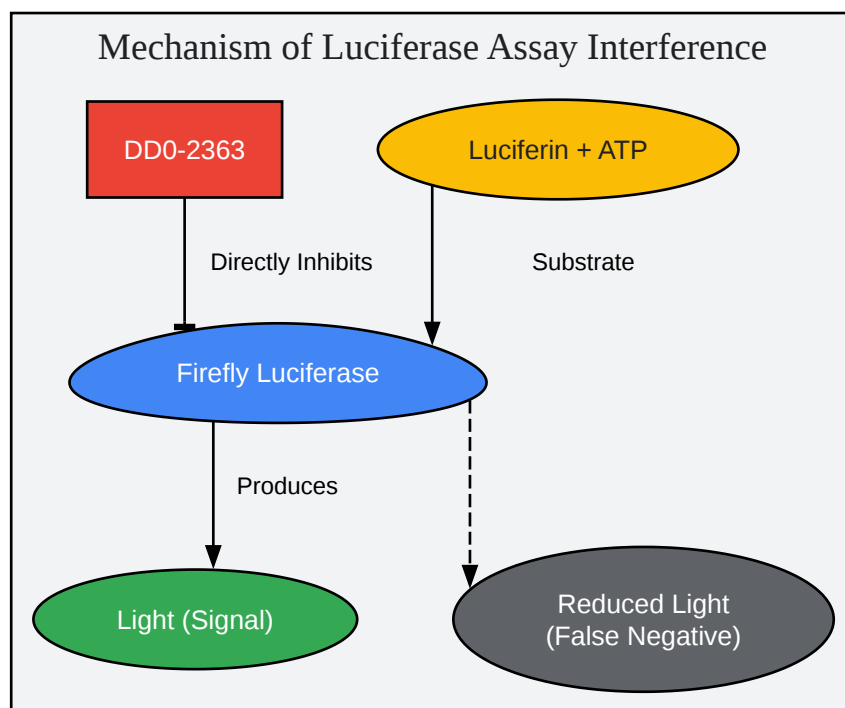 Mechanism of Luciferase Assay Interference
DD0-2363
Luciferin + ATP
Directly Inhibits
Substrate
Firefly Luciferase
Produces
Light (Signal)
Reduced Light
(False Negative)